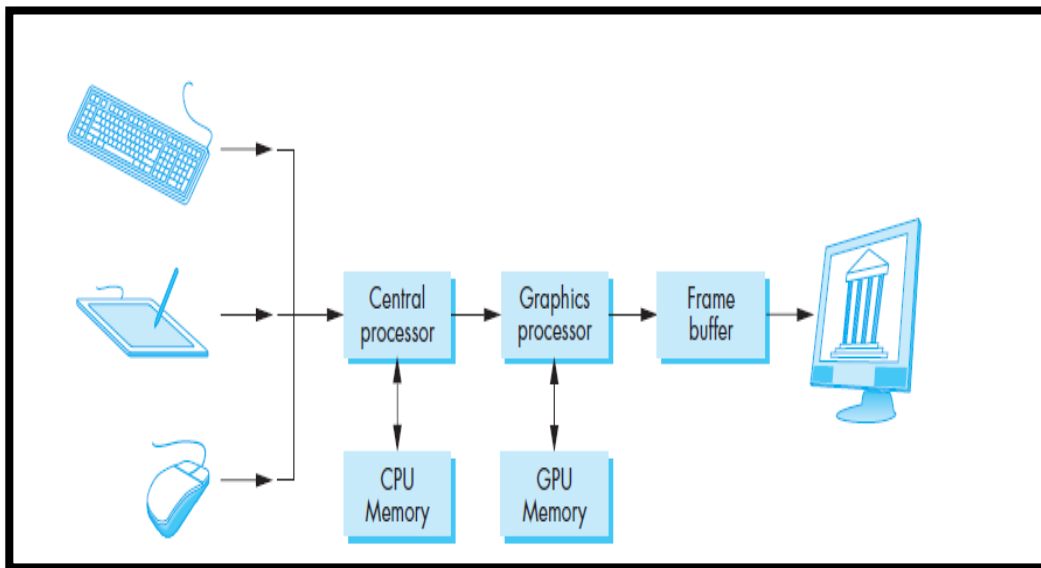 Central
processor
Graphics
processor
Frame
buffer
CPU
Memory
GPU
Memory